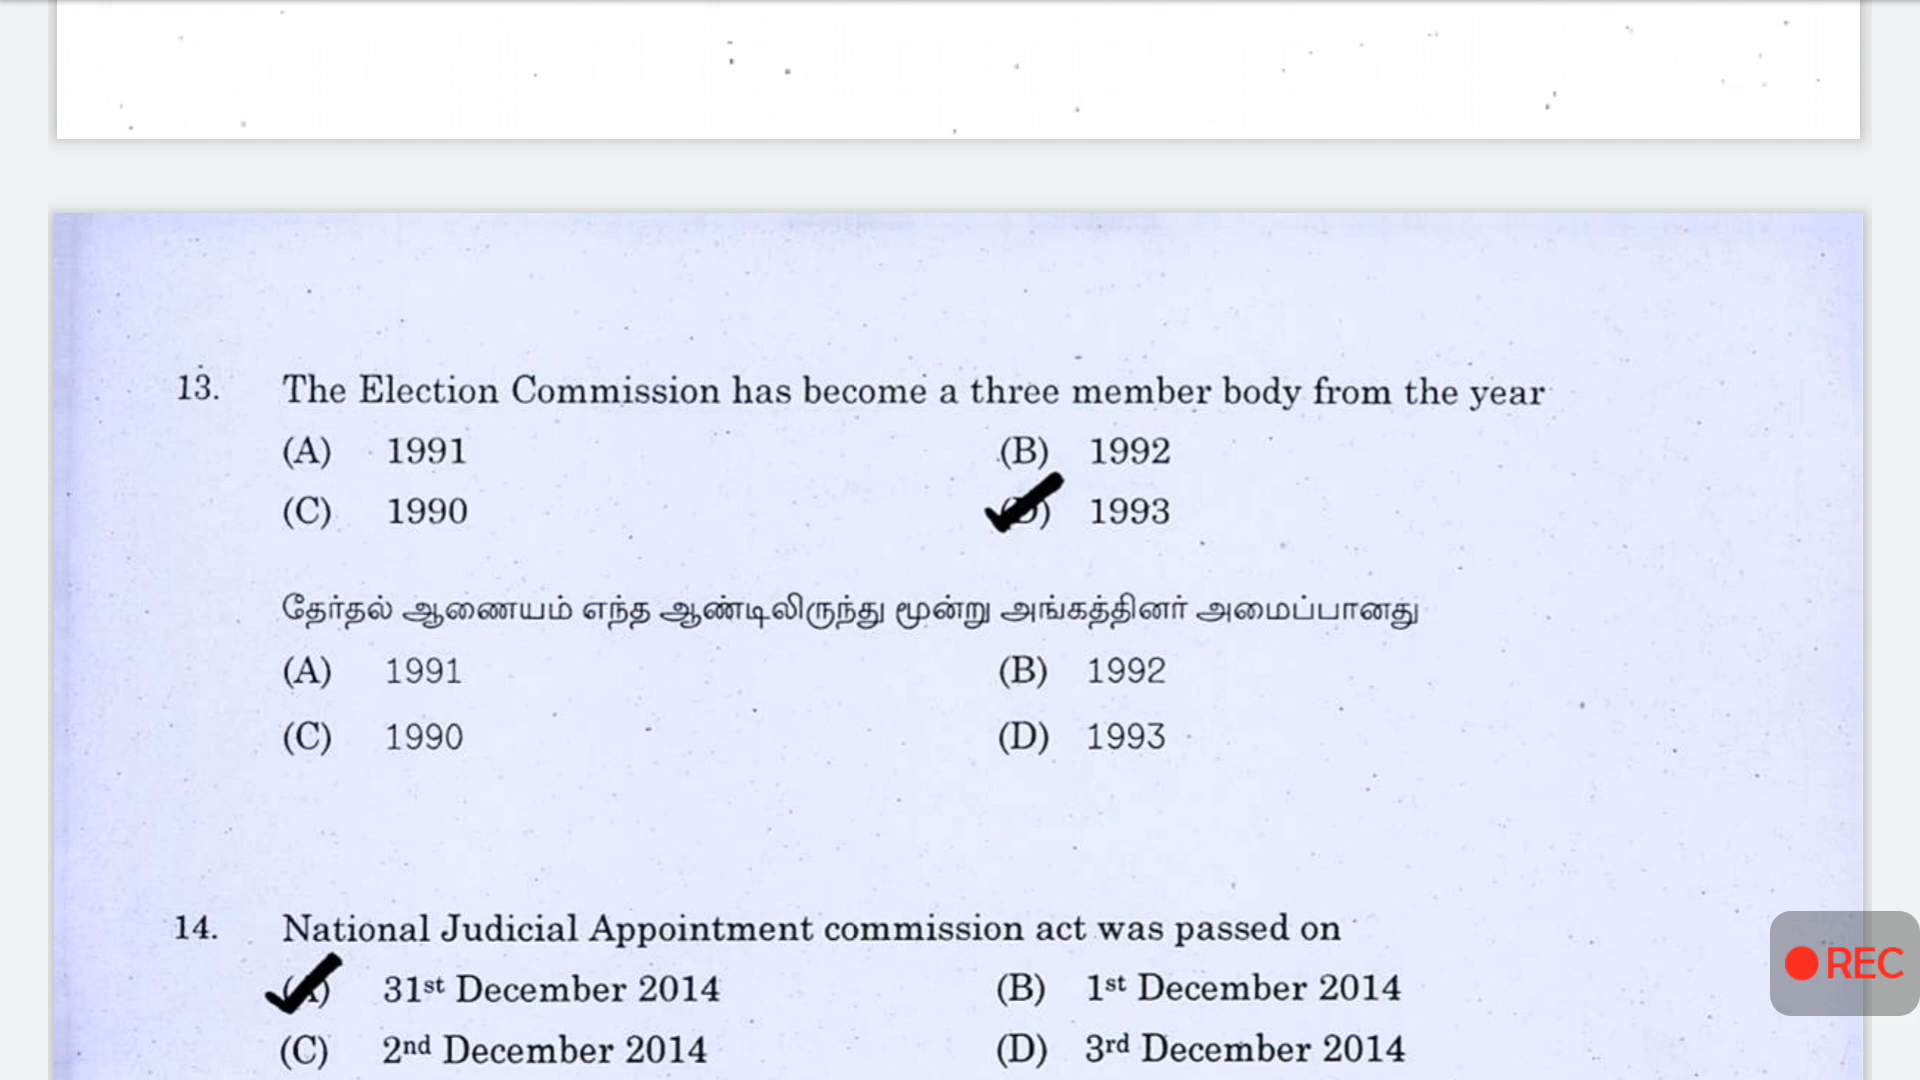 13. The Election Commission has become a three member body from the year
(A) 1991 (B) 1992
(C) 1990 (D) 1993
தேர்தல் ஆணையம் எந்த ஆண்டிலிருந்து மூன்று அங்கத்தினர் அமைப்பானது
(A) 1991 (B) 1992
(C) 1990 (D) 1993
14. National Judicial Appointment commission act was passed on
(A) 31st December 2014 (B) 1st December 2014
(C) 2nd December 2014 (D) 3rd December 2014
REC